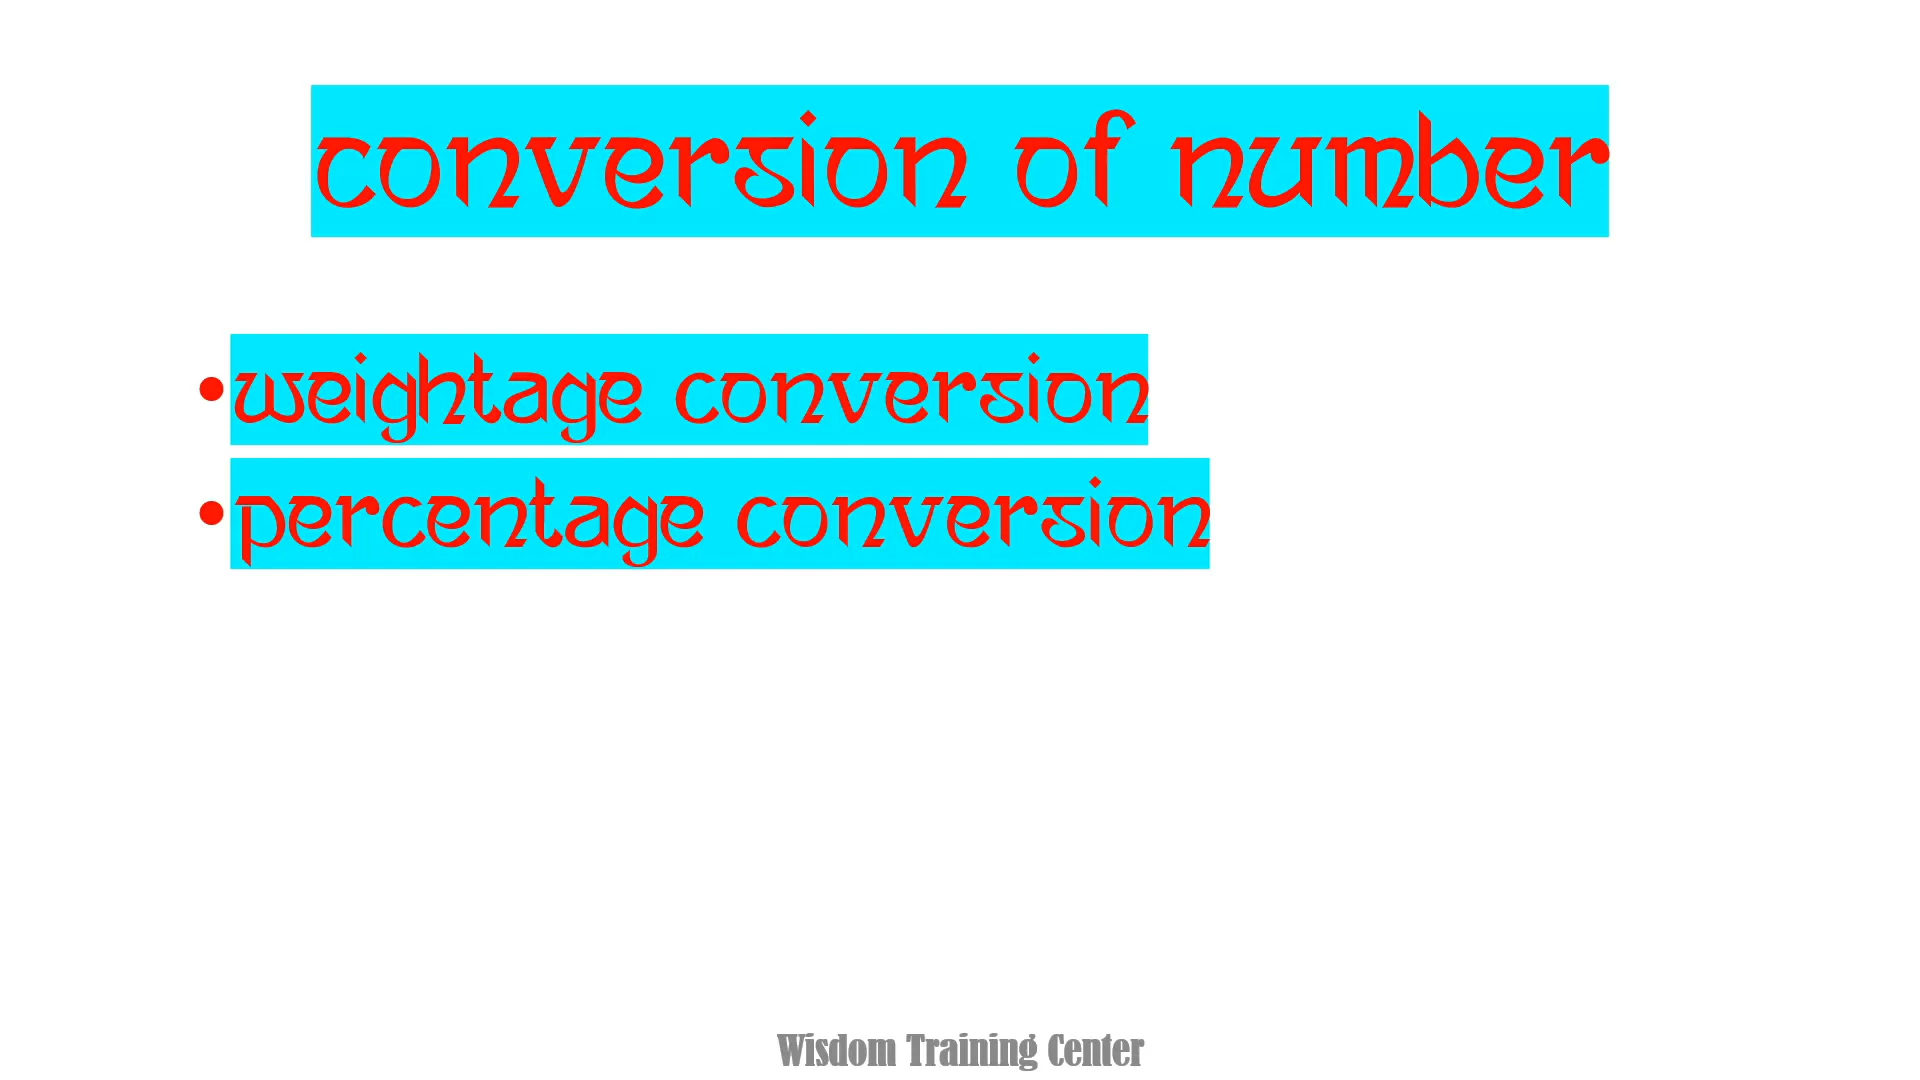 conversion of number
• weightage conversion
• percentage conversion
Wisdom Training Center